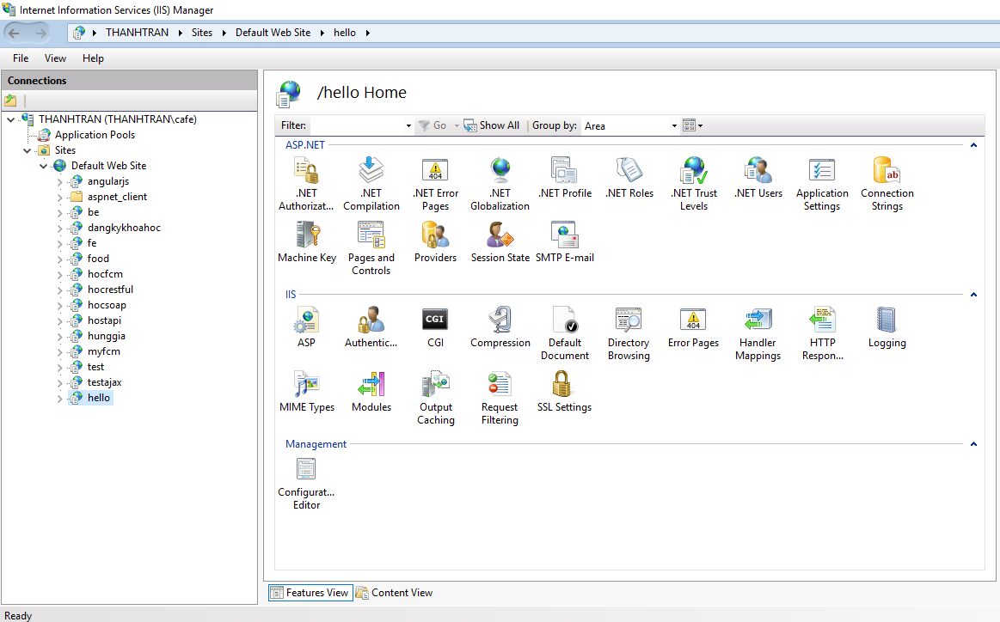 Internet Information Services (IIS) Manager
THANHTRAN Sites Default Web Site hello
File View Help
Connections
THANHTRAN (THANHTRAN\cafe)
Application Pools
Sites
Default Web Site
angularjs
aspnet_client
be
dangkykhoahoc
fe
food
hocfcm
hocrestful
hocsoap
hostapi
hunggia
myfcm
test
testajax
hello
/hello Home
Filter: Go Show All Group by: Area
ASP.NET
.NET Authorizat...
.NET Compilation
404
.NET Error Pages
.NET Globalization
.NET Profile
.NET Roles
.NET Trust Levels
.NET Users
Application Settings
ab
Connection Strings
Machine Key
Pages and Controls
Providers
Session State
SMTP E-mail
IIS
ASP
Authentic...
CGI
CGI
Compression
Default Document
Directory Browsing
404
Error Pages
Handler Mappings
HTTP Respon...
Logging
MIME Types
Modules
Output Caching
Request Filtering
SSL Settings
Management
Configurat... Editor
Features View Content View
Ready